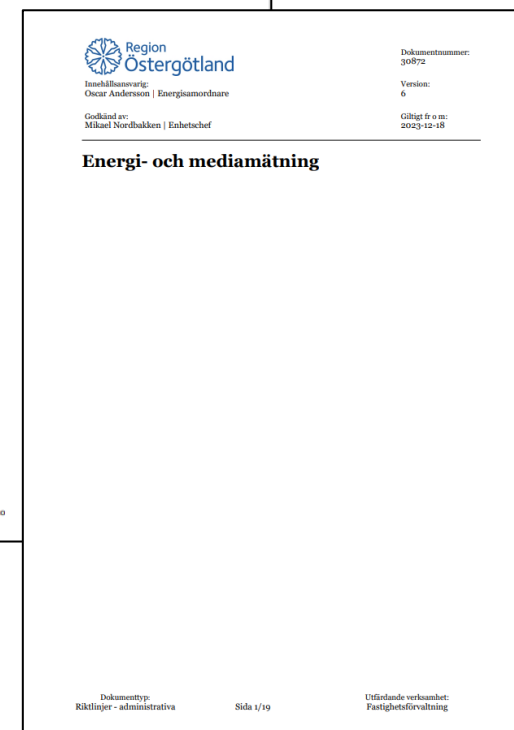 Region
Östergötland
Dokumentnummer:
30872
Innehållsansvarig:
Oscar Andersson | Energisamordnare
Version:
6
Godkänd av:
Mikael Nordbakken | Enhetschef
Giltigt fr o m:
2023-12-18
Energi- och mediamätning
Dokumenttyp:
Riktlinjer - administrativa
Sida 1/19
Utfärdande verksamhet:
Fastighetsförvaltning